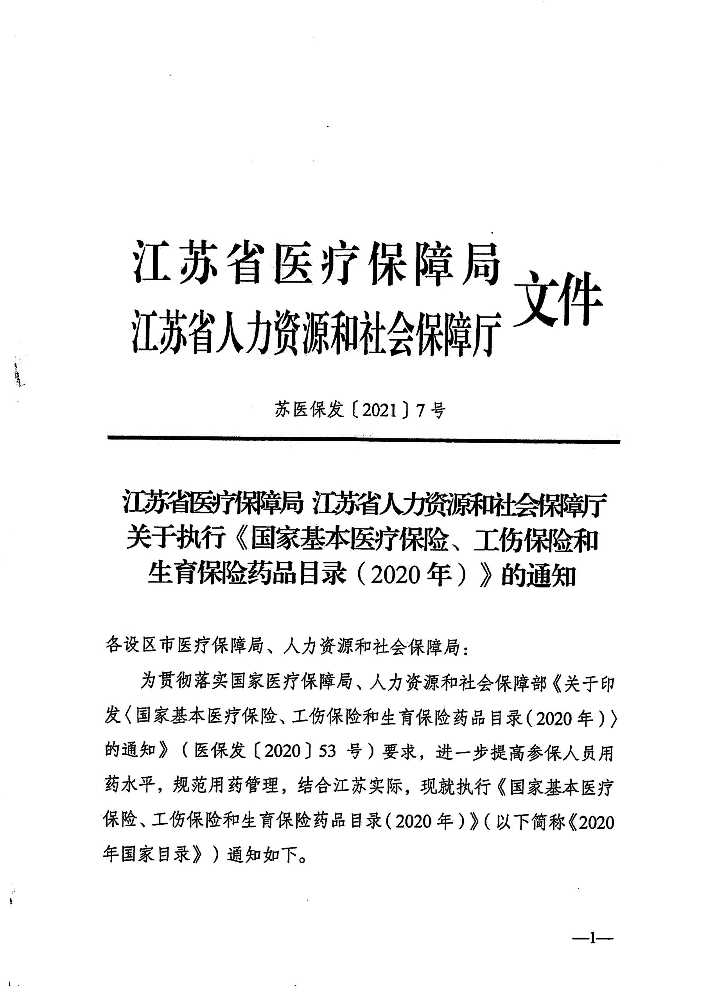 江苏省医疗保障局
文件
江苏省人力资源和社会保障厅
苏医保发〔2021〕7号
江苏省医疗保障局 江苏省人力资源和社会保障厅
关于执行《国家基本医疗保险、工伤保险和
生育保险药品目录（2020年）》的通知
各设区市医疗保障局、人力资源和社会保障局：
为贯彻落实国家医疗保障局、人力资源和社会保障部《关于印
发〈国家基本医疗保险、工伤保险和生育保险药品目录（2020年）〉
的通知》（医保发〔2020〕53 号）要求，进一步提高参保人员用
药水平，规范用药管理，结合江苏实际，现就执行《国家基本医疗
保险、工伤保险和生育保险药品目录（2020年）》（以下简称《2020
年国家目录》）通知如下。
—1—